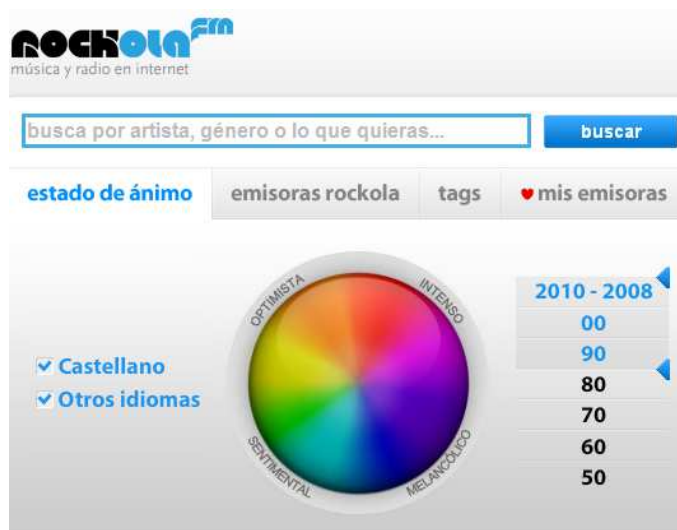 ROCKOLA FM
música y radio en internet
busca por artista, género o lo que quieras...
buscar
estado de ánimo
emisoras rockola
tags
mis emisoras
OPTIMISTA
INTENSO
SENTIMENTAL
MELANCÓLICO
Castellano
Otros idiomas
2010 - 2008
00
90
80
70
60
50